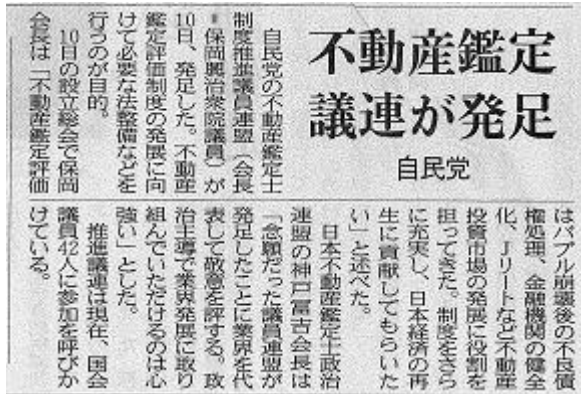 不動産鑑定
議連が発足
自民党
自民党の不動産鑑定士
制度推進議員連盟(会長
=保岡興治衆院議員)が
10日、発足した。不動産
鑑定評価制度の発展に向
けて必要な法整備などを
行うのが目的。
10日の設立総会で保岡
会長は「不動産鑑定評価
はバブル崩壊後の不良債
権処理、金融機関の健全
化、Jリートなど不動産
投資市場の発展に役割を
担ってきた。制度をさら
に充実し、日本経済の再
生に貢献してもらいた
い」と述べた。
日本不動産鑑定士政治
連盟の神戸冨吉会長は
「念願だった議員連盟が
発足したことに業界を代
表して敬意を評する。政
治主導で業界発展に取り
組んでいただけるのは心
強い」とした。
推進議連は現在、国会
議員42人に参加を呼びか
けている。